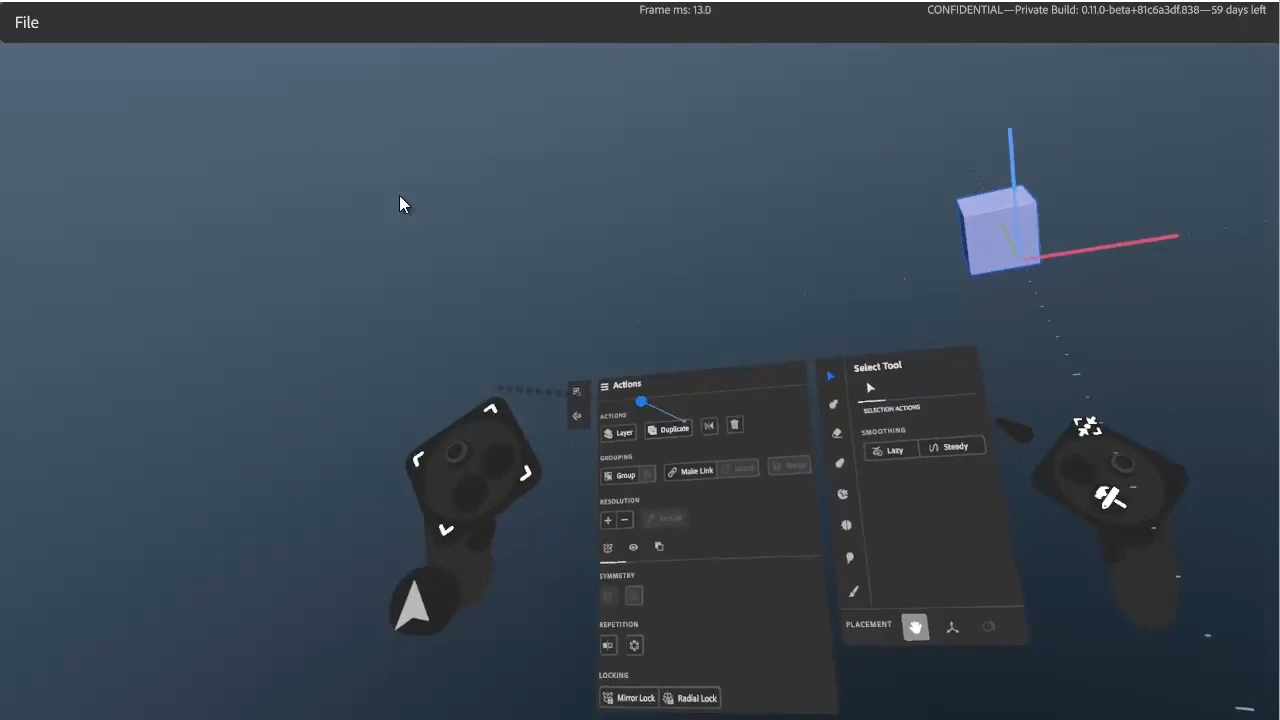 Frame ms: 13.0
CONFIDENTIAL—Private Build: 0.11.0-beta+81c6a3df.838—59 days left
File
Actions
ACTIONS
Layer
Duplicate
GROUPING
Group
Make Link
Unlink
Merge
RESOLUTION
SYMMETRY
REPETITION
LOCKING
Mirror Lock
Radial Lock
Select Tool
SELECTION ACTIONS
SMOOTHING
Lazy
Steady
PLACEMENT